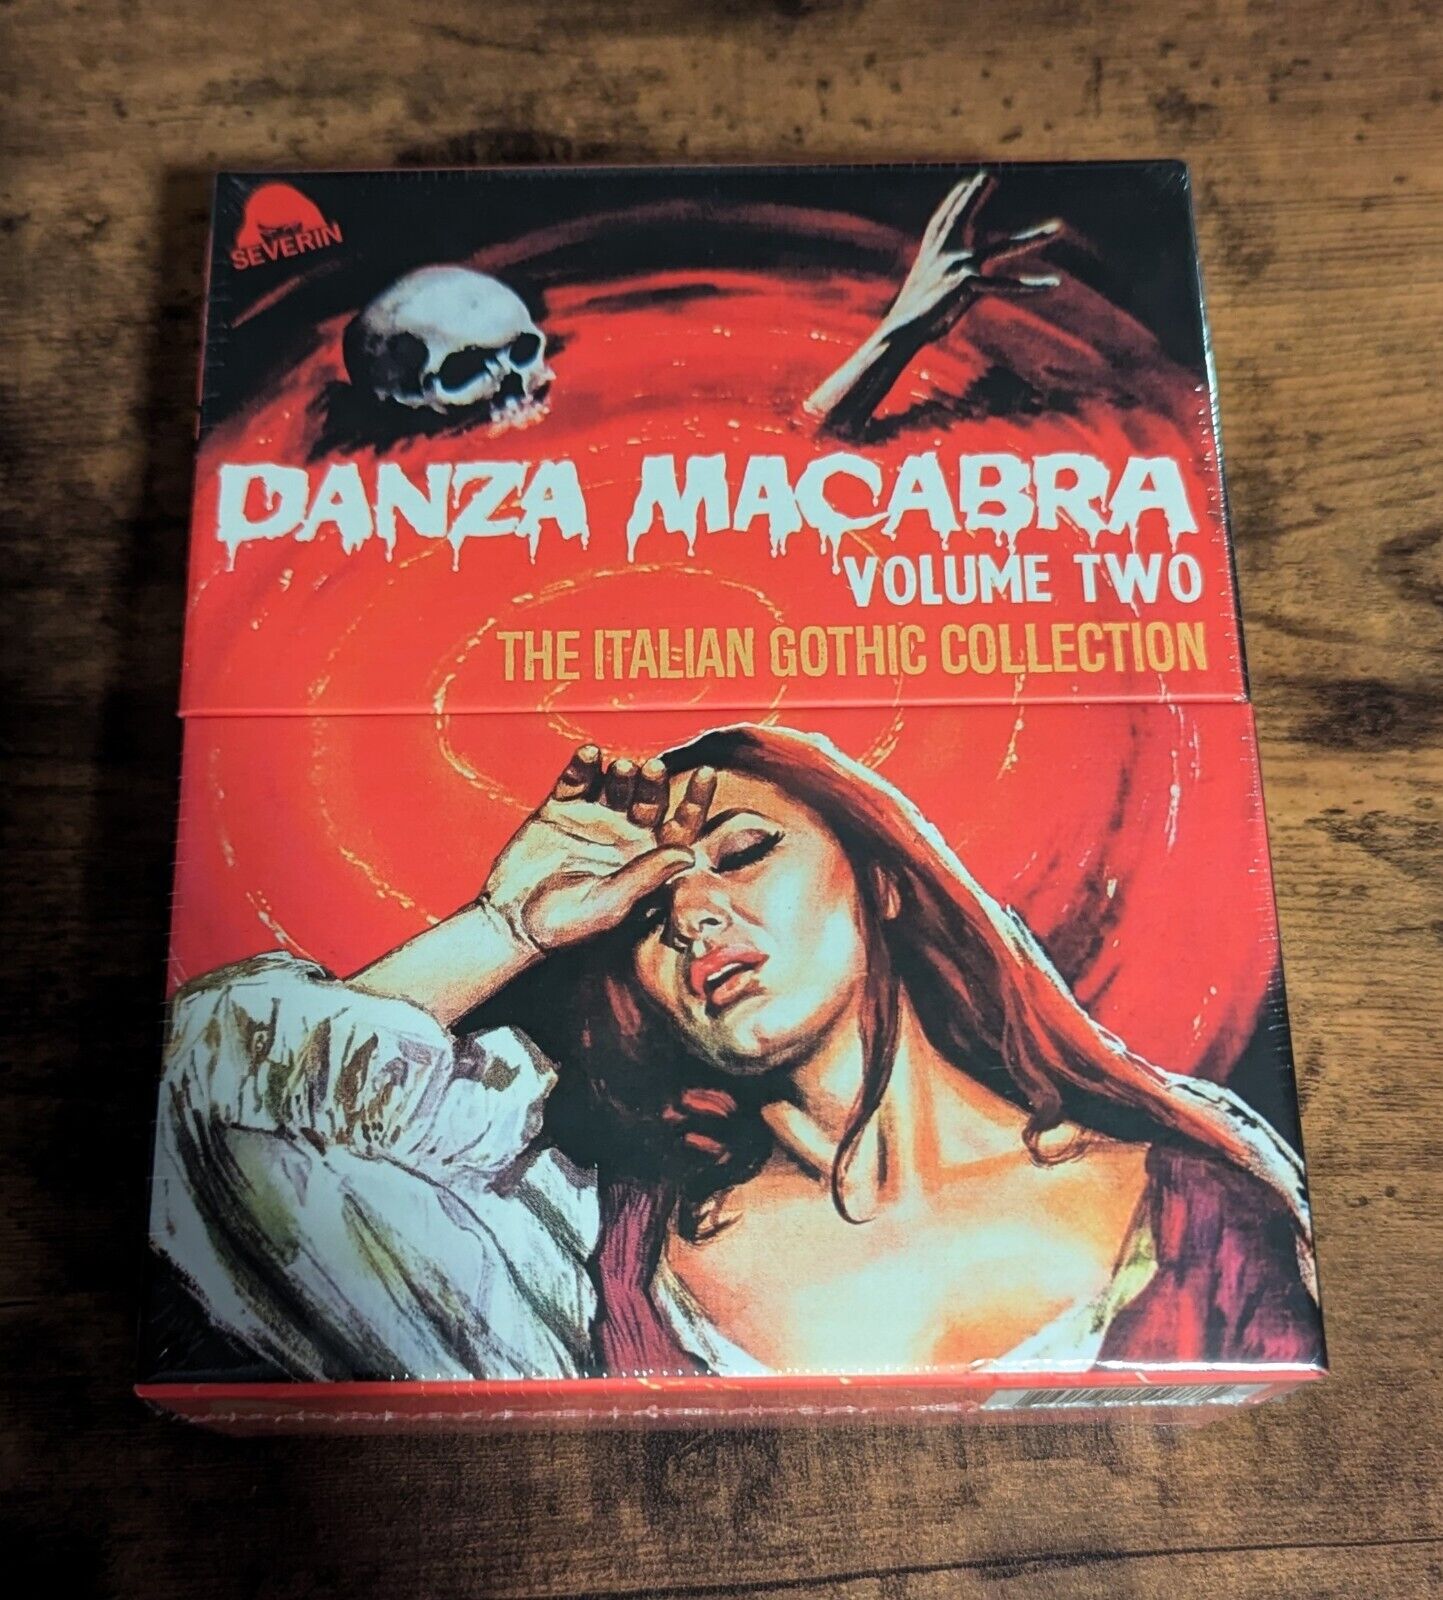 SEVERIN
DANZA MACABRA
VOLUME TWO
THE ITALIAN GOTHIC COLLECTION